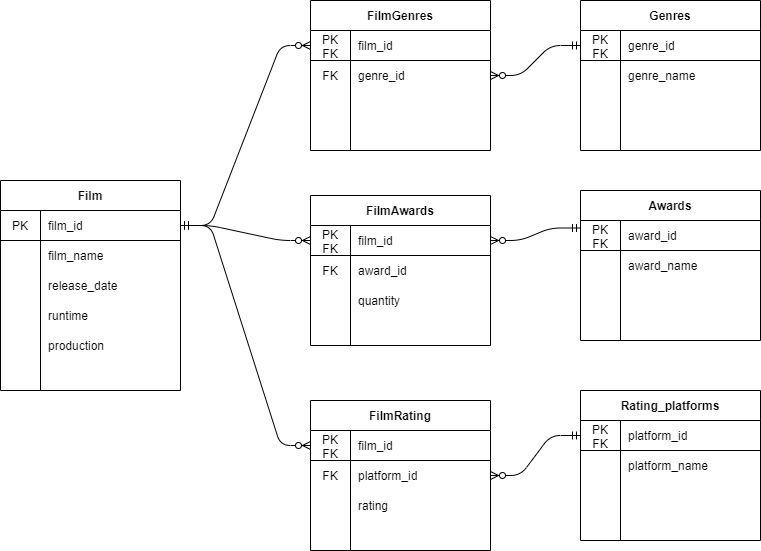 FilmGenres
PK
FK
film_id
FK
genre_id
Genres
PK
FK
genre_id
genre_name
Film
PK
film_id
film_name
release_date
runtime
production
FilmAwards
PK
FK
film_id
FK
award_id
quantity
Awards
PK
FK
award_id
award_name
FilmRating
PK
FK
film_id
FK
platform_id
rating
Rating_platforms
PK
FK
platform_id
platform_name